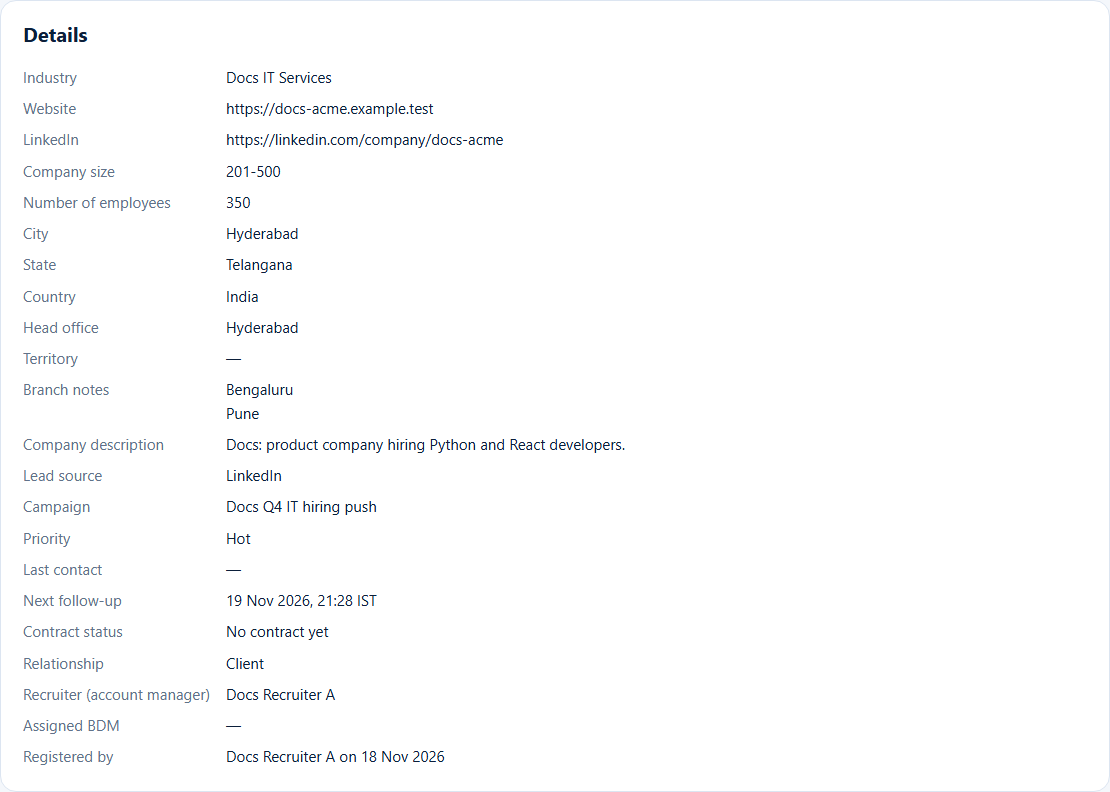 Details
Industry Docs IT Services
Website https://docs-acme.example.test
LinkedIn https://linkedin.com/company/docs-acme
Company size 201-500
Number of employees 350
City Hyderabad
State Telangana
Country India
Head office Hyderabad
Territory —
Branch notes Bengaluru
Pune
Company description Docs: product company hiring Python and React developers.
Lead source LinkedIn
Campaign Docs Q4 IT hiring push
Priority Hot
Last contact —
Next follow-up 19 Nov 2026, 21:28 IST
Contract status No contract yet
Relationship Client
Recruiter (account manager) Docs Recruiter A
Assigned BDM —
Registered by Docs Recruiter A on 18 Nov 2026